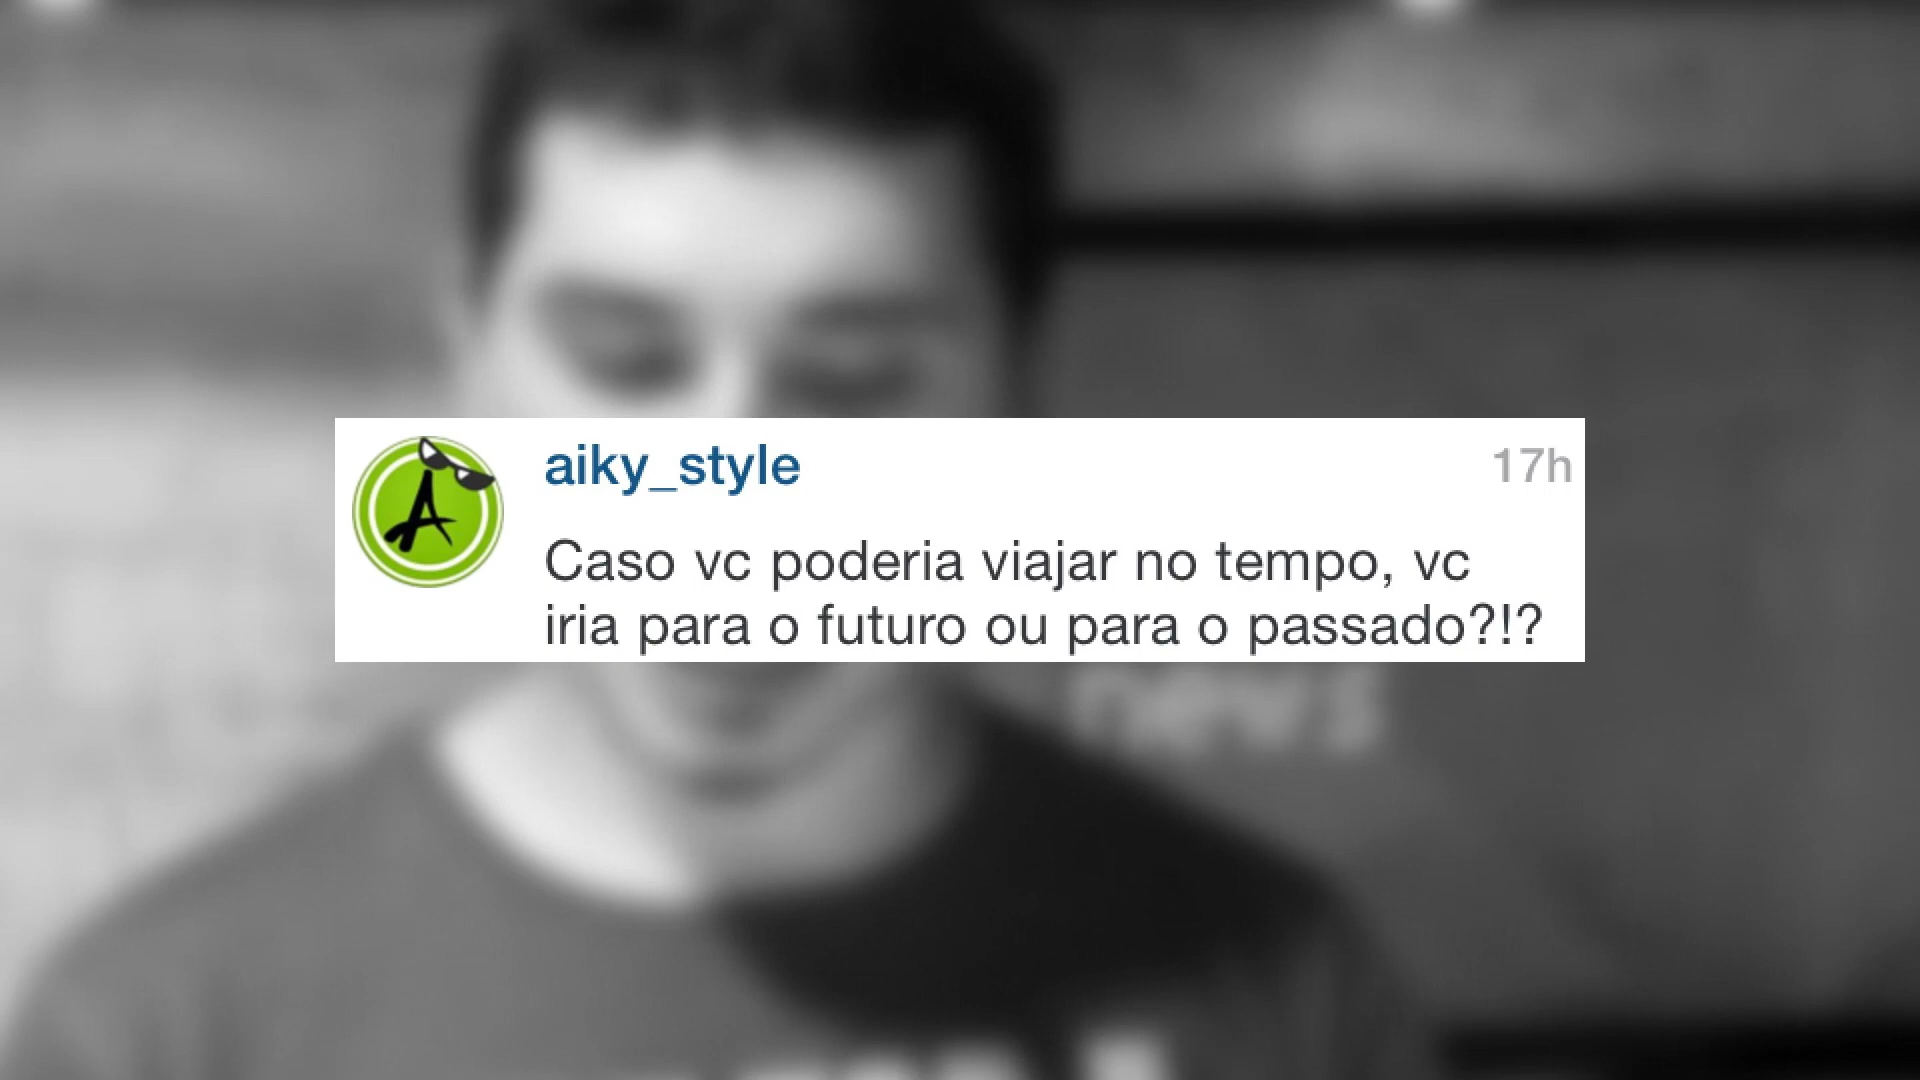 aiky_style 17h
Caso vc poderia viajar no tempo, vc
iria para o futuro ou para o passado?!?